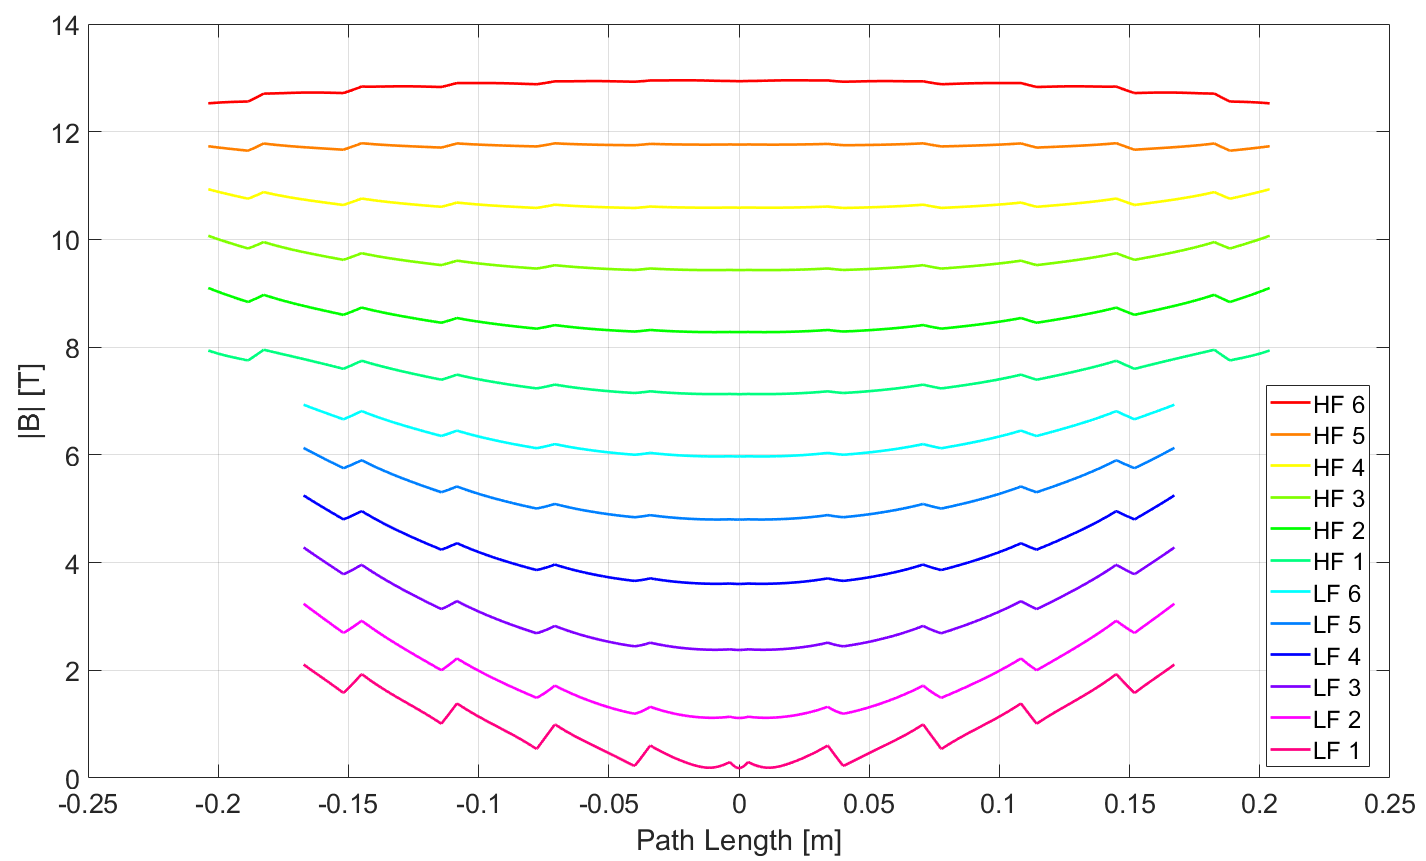 14
12
10
8
6
4
2
0
|B| [T]
-0.25
-0.2
-0.15
-0.1
-0.05
0
0.05
0.1
0.15
0.2
0.25
Path Length [m]
HF 6
HF 5
HF 4
HF 3
HF 2
HF 1
LF 6
LF 5
LF 4
LF 3
LF 2
LF 1